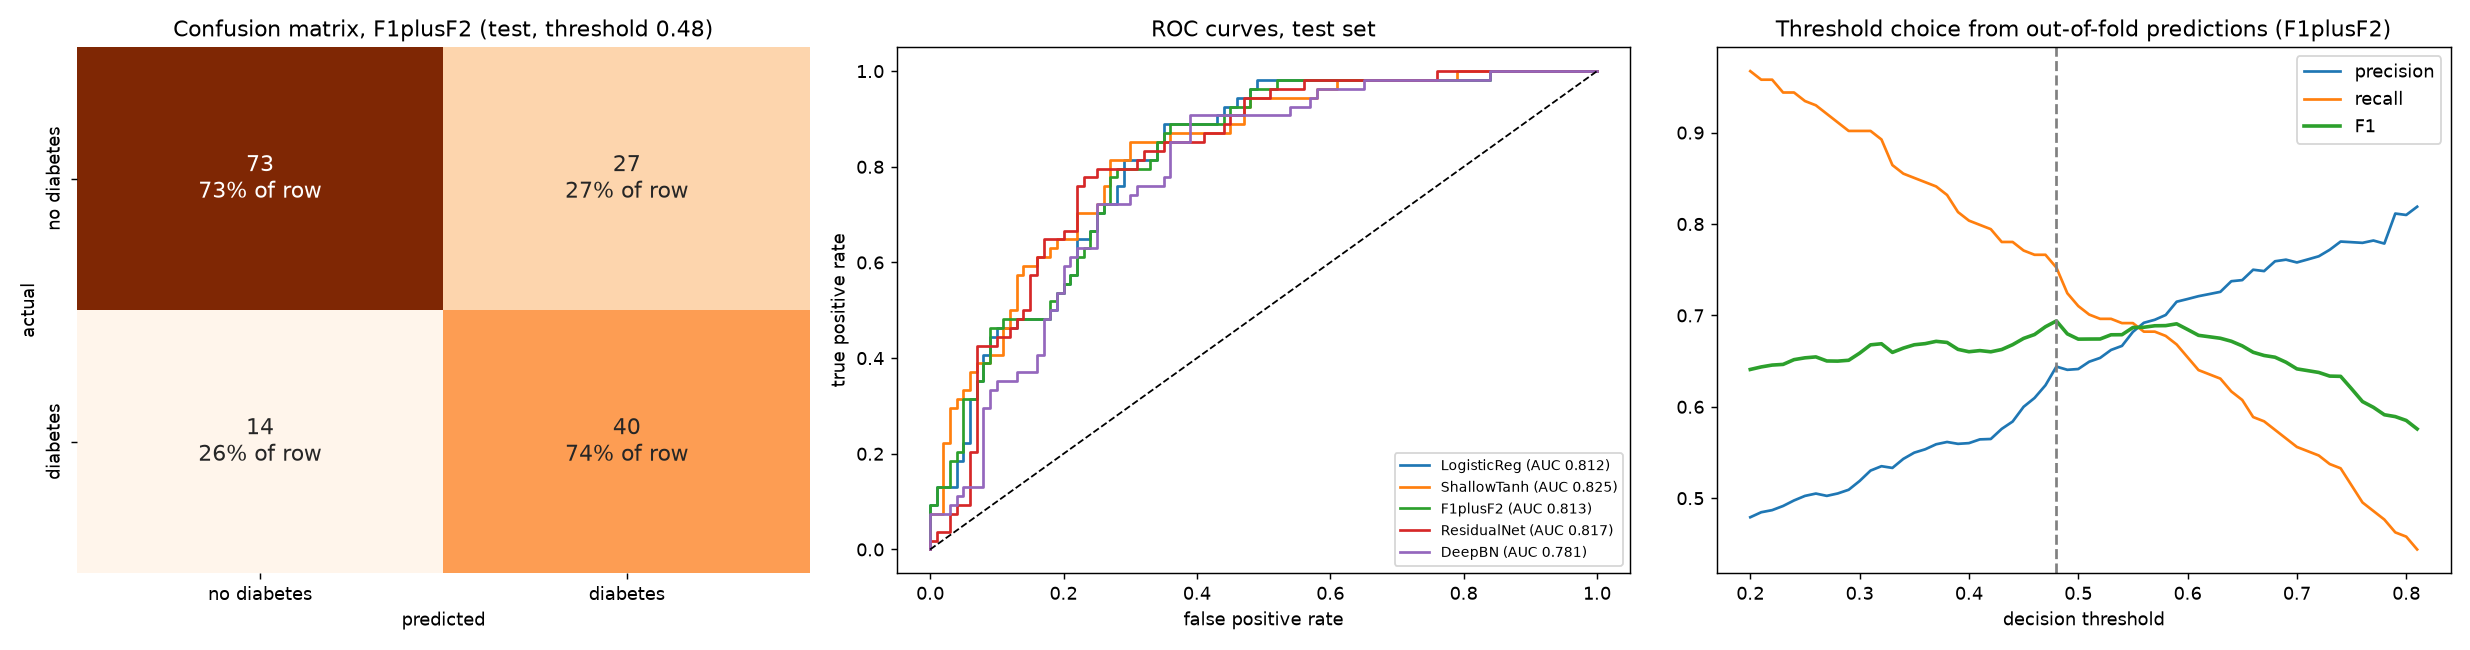 Confusion matrix, F1plusF2 (test, threshold 0.48)
no diabetes
diabetes
actual
73
73% of row
27
27% of row
14
26% of row
40
74% of row
no diabetes
diabetes
predicted
ROC curves, test set
true positive rate
1.0
0.8
0.6
0.4
0.2
0.0
LogisticReg (AUC 0.812)
ShallowTanh (AUC 0.825)
F1plusF2 (AUC 0.813)
ResidualNet (AUC 0.817)
DeepBN (AUC 0.781)
0.0 0.2 0.4 0.6 0.8 1.0
false positive rate
Threshold choice from out-of-fold predictions (F1plusF2)
precision
recall
F1
0.9
0.8
0.7
0.6
0.5
0.2 0.3 0.4 0.5 0.6 0.7 0.8
decision threshold